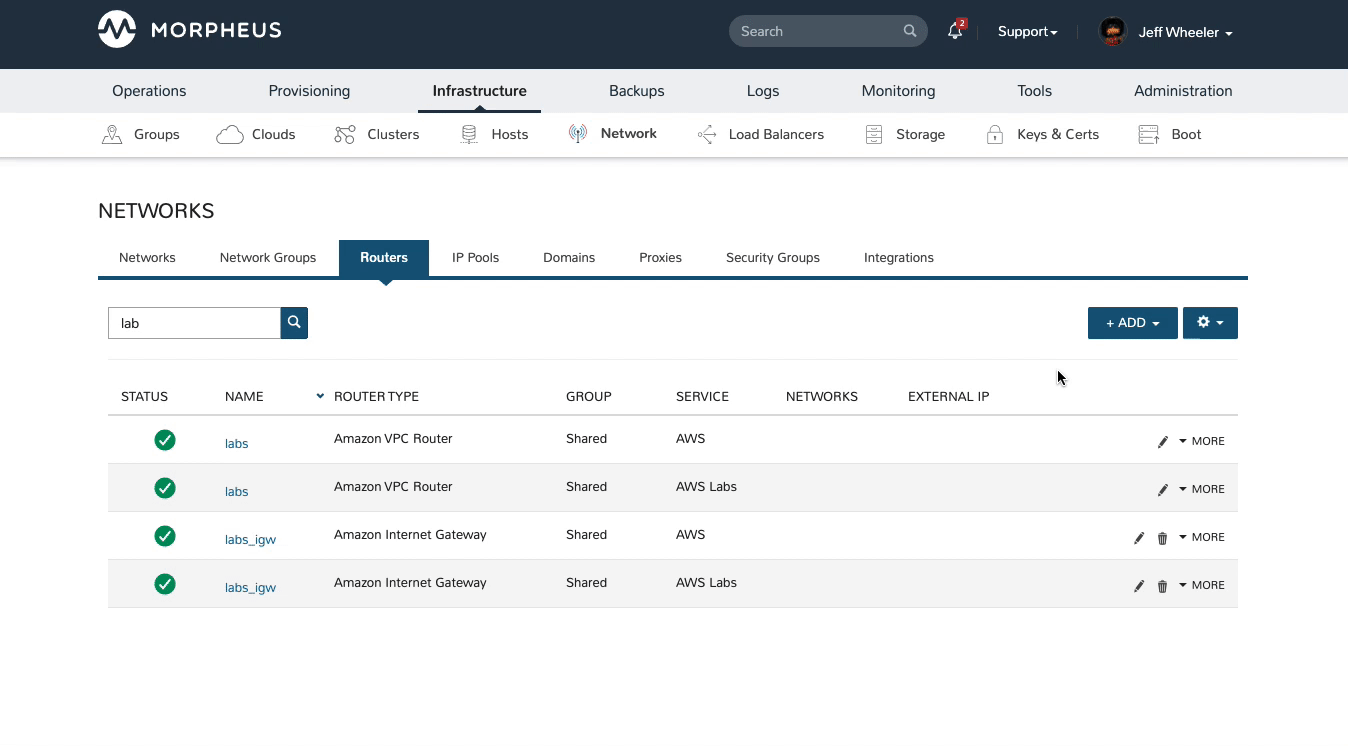 MORPHEUS
Search
2
Support
Jeff Wheeler
Operations Provisioning Infrastructure Backups Logs Monitoring Tools Administration
Groups Clouds Clusters Hosts Network Load Balancers Storage Keys & Certs Boot
NETWORKS
Networks Network Groups Routers IP Pools Domains Proxies Security Groups Integrations
lab
+ ADD
STATUS NAME ROUTER TYPE GROUP SERVICE NETWORKS EXTERNAL IP
labs Amazon VPC Router Shared AWS MORE
labs Amazon VPC Router Shared AWS Labs MORE
labs_igw Amazon Internet Gateway Shared AWS MORE
labs_igw Amazon Internet Gateway Shared AWS Labs MORE